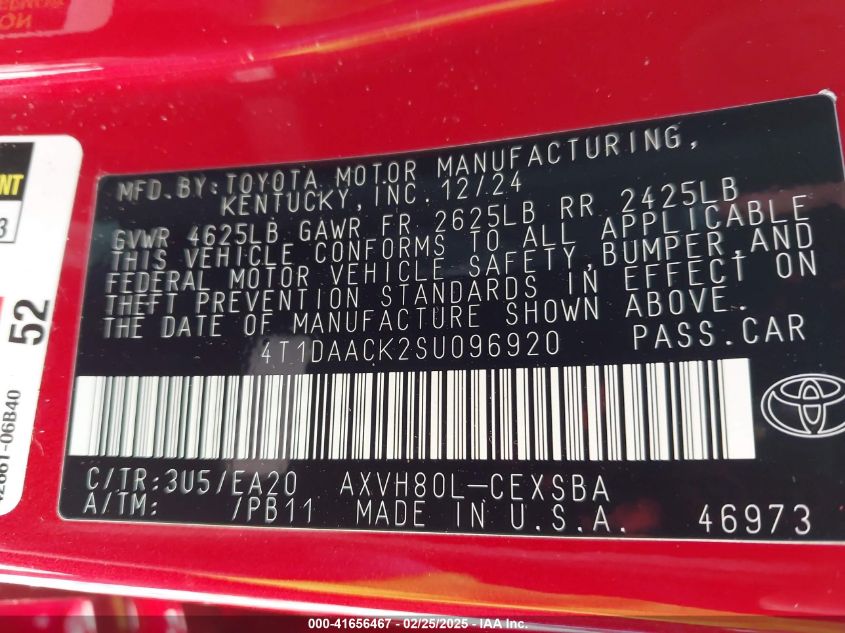 MFD.BY:TOYOTA MOTOR MANUFACTURING,
KENTUCKY, INC. 12/24
GVWR 4625LB GAWR FR 2625LB RR 2425LB
THIS VEHICLE CONFORMS TO ALL APPLICABLE
FEDERAL MOTOR VEHICLE SAFETY,BUMPER,AND
THEFT PREVENTION STANDARDS IN EFFECT ON
THE DATE OF MANUFACTURE SHOWN ABOVE.
4T1DAACK2SU096920 PASS.CAR
C/TR:3U5/EA20 AXVH80L-CEXSBA
A/TM: /PB11 MADE IN U.S.A. 46973
52
-06B40
000-41656467 - 02/25/2025 - IAA Inc.